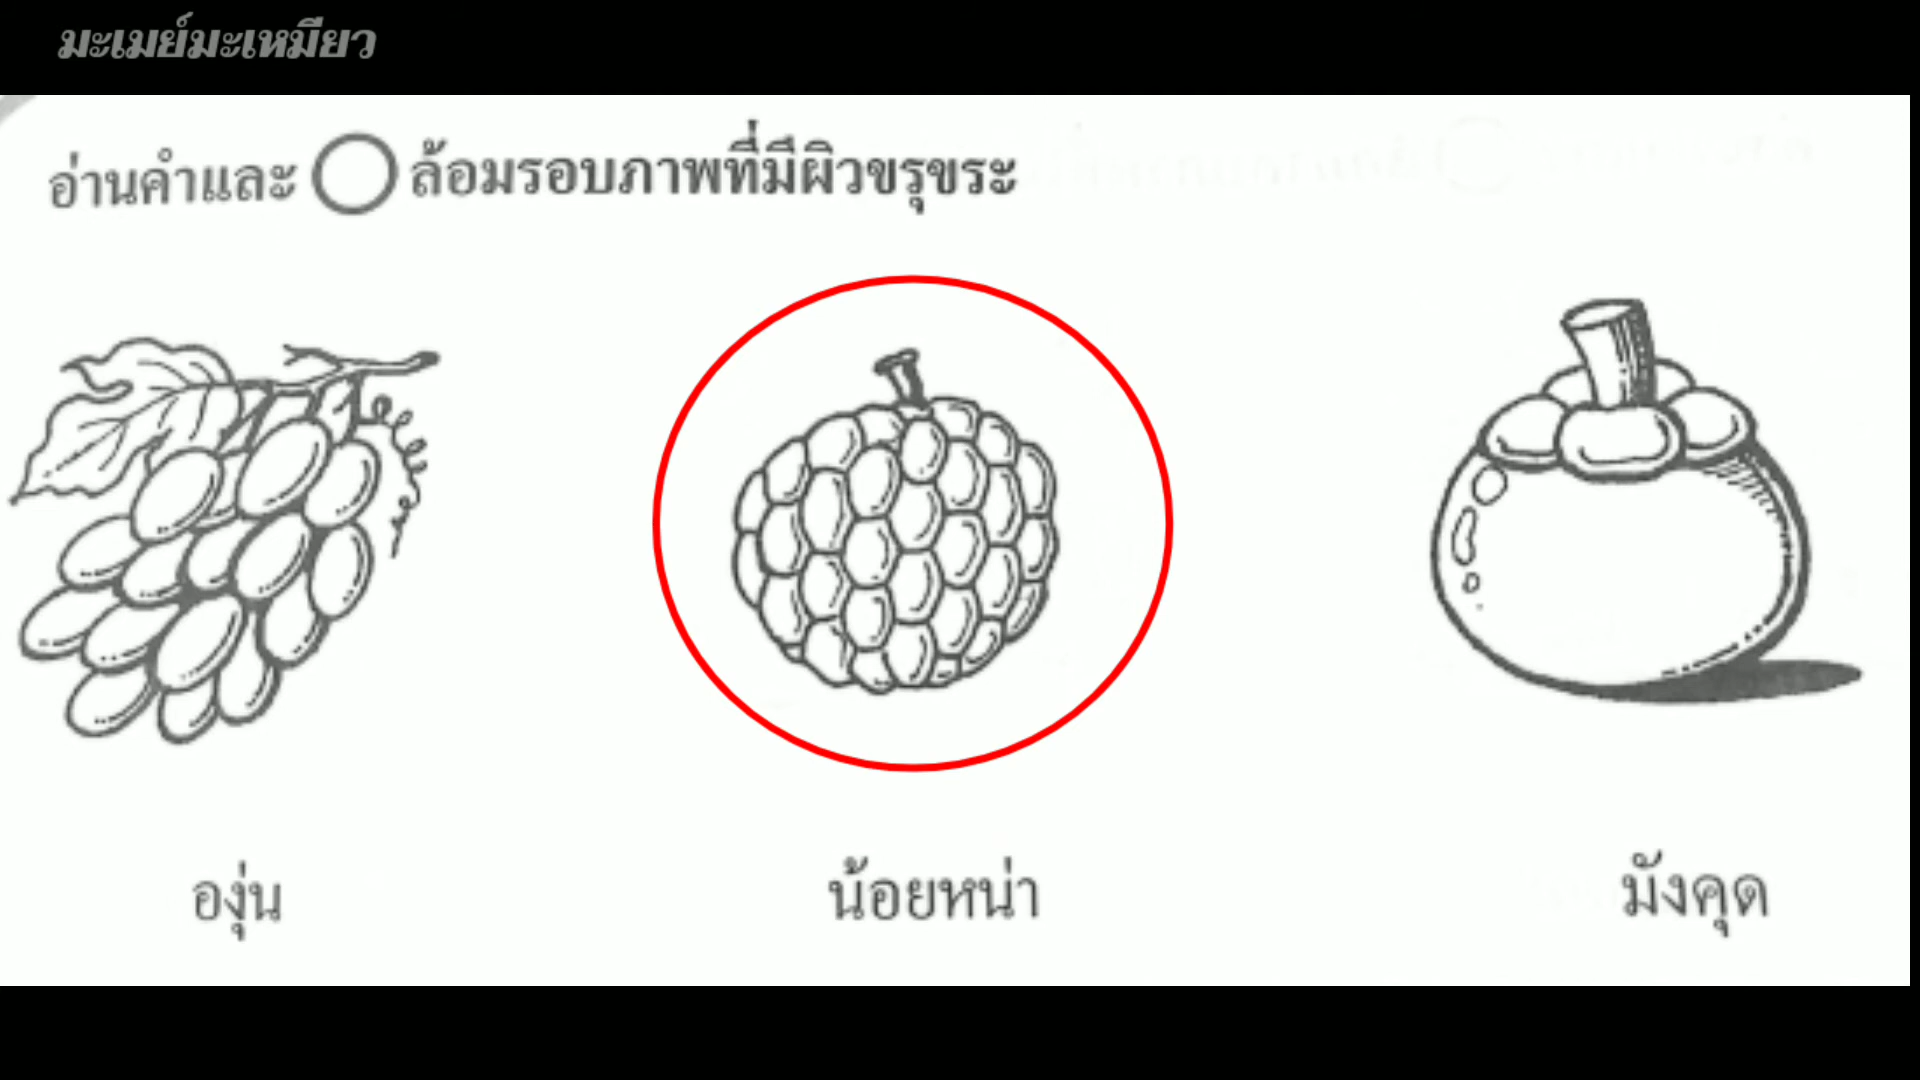 มะเมย์มะเหมียว
อ่านคำและ ล้อมรอบภาพที่มีผิวขรุขระ
องุ่น น้อยหน่า มังคุด